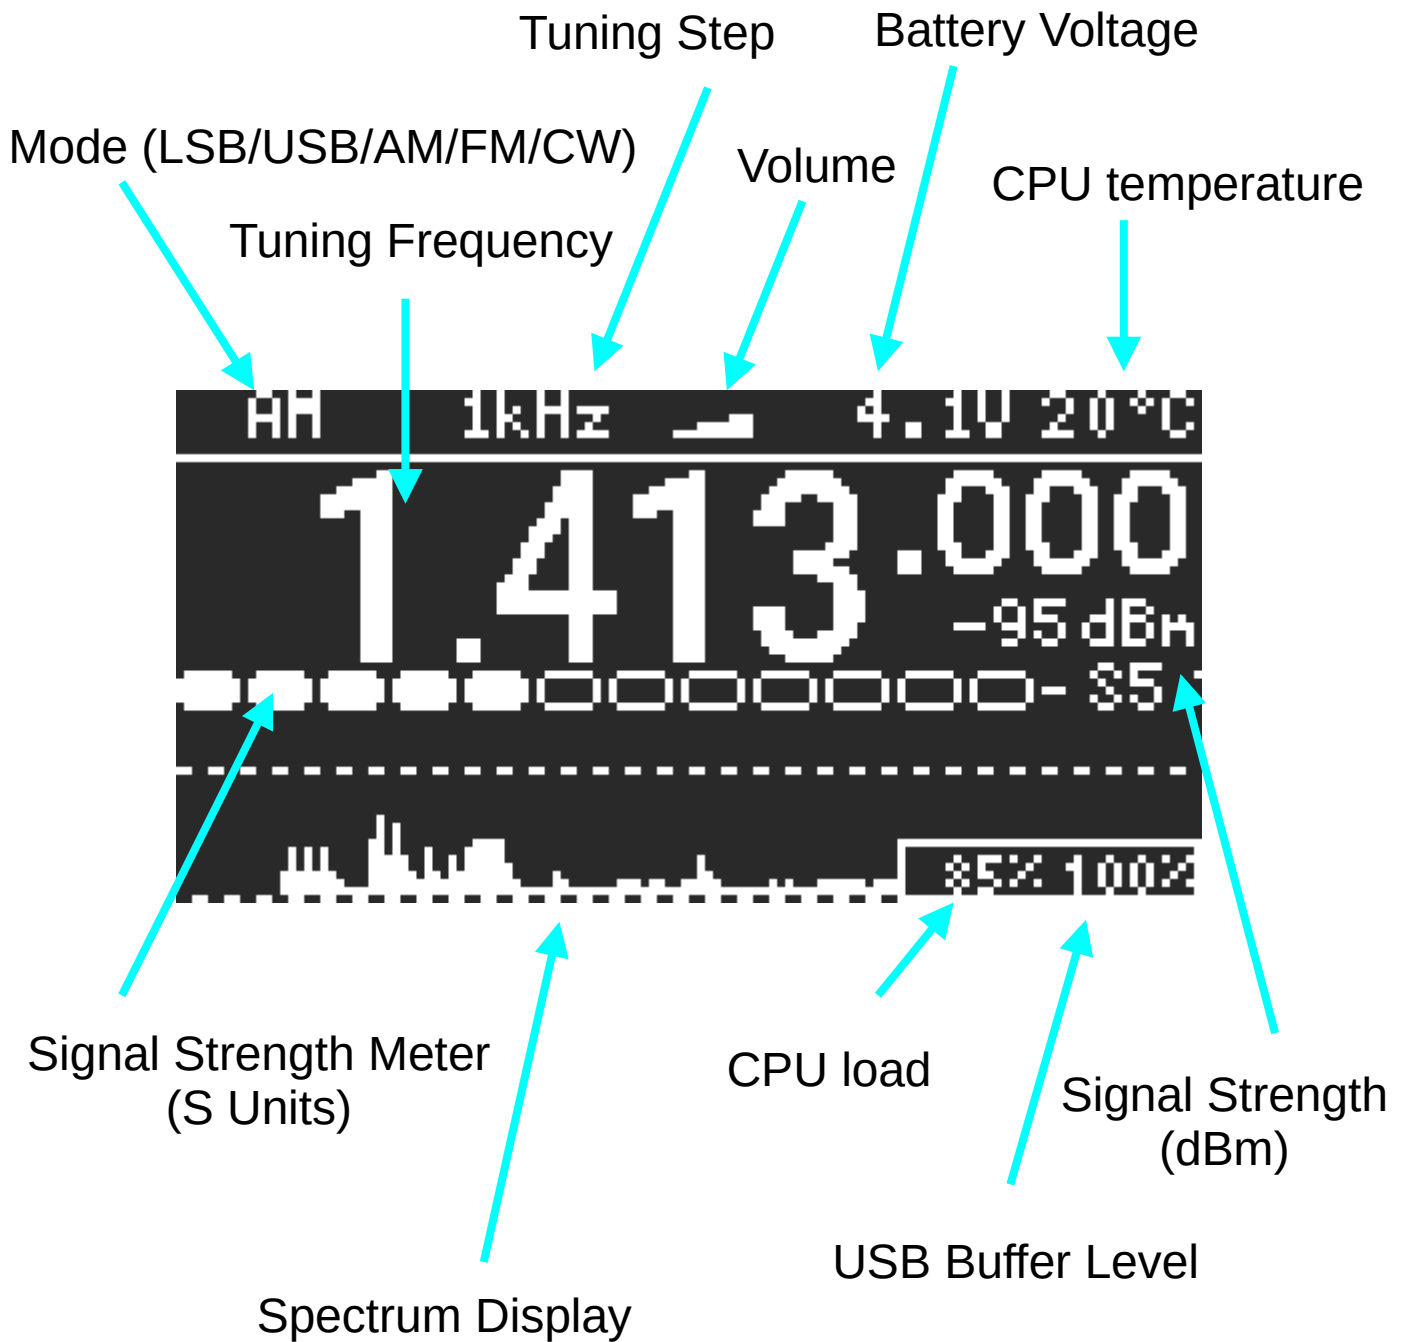 Tuning Step
Battery Voltage
Mode (LSB/USB/AM/FM/CW)
Volume
CPU temperature
Tuning Frequency
AM 1kHz 4.1V 20°C
1.413.000
-95 dBm
- S5
85% 100%
Signal Strength Meter
(S Units)
CPU load
Signal Strength
(dBm)
USB Buffer Level
Spectrum Display